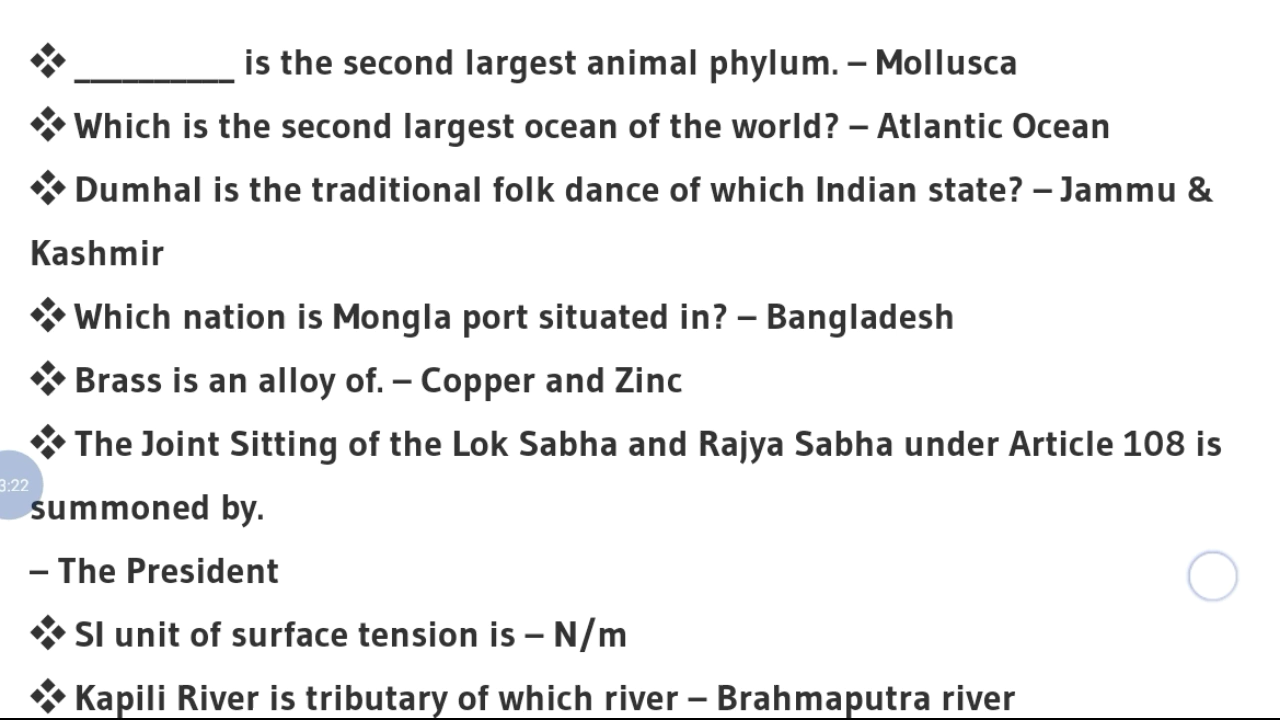 ❖ __________ is the second largest animal phylum. – Mollusca
❖ Which is the second largest ocean of the world? – Atlantic Ocean
❖ Dumhal is the traditional folk dance of which Indian state? – Jammu &
Kashmir
❖ Which nation is Mongla port situated in? – Bangladesh
❖ Brass is an alloy of. – Copper and Zinc
❖ The Joint Sitting of the Lok Sabha and Rajya Sabha under Article 108 is
3:22
summoned by.
– The President
❖ SI unit of surface tension is – N/m
❖ Kapili River is tributary of which river – Brahmaputra river